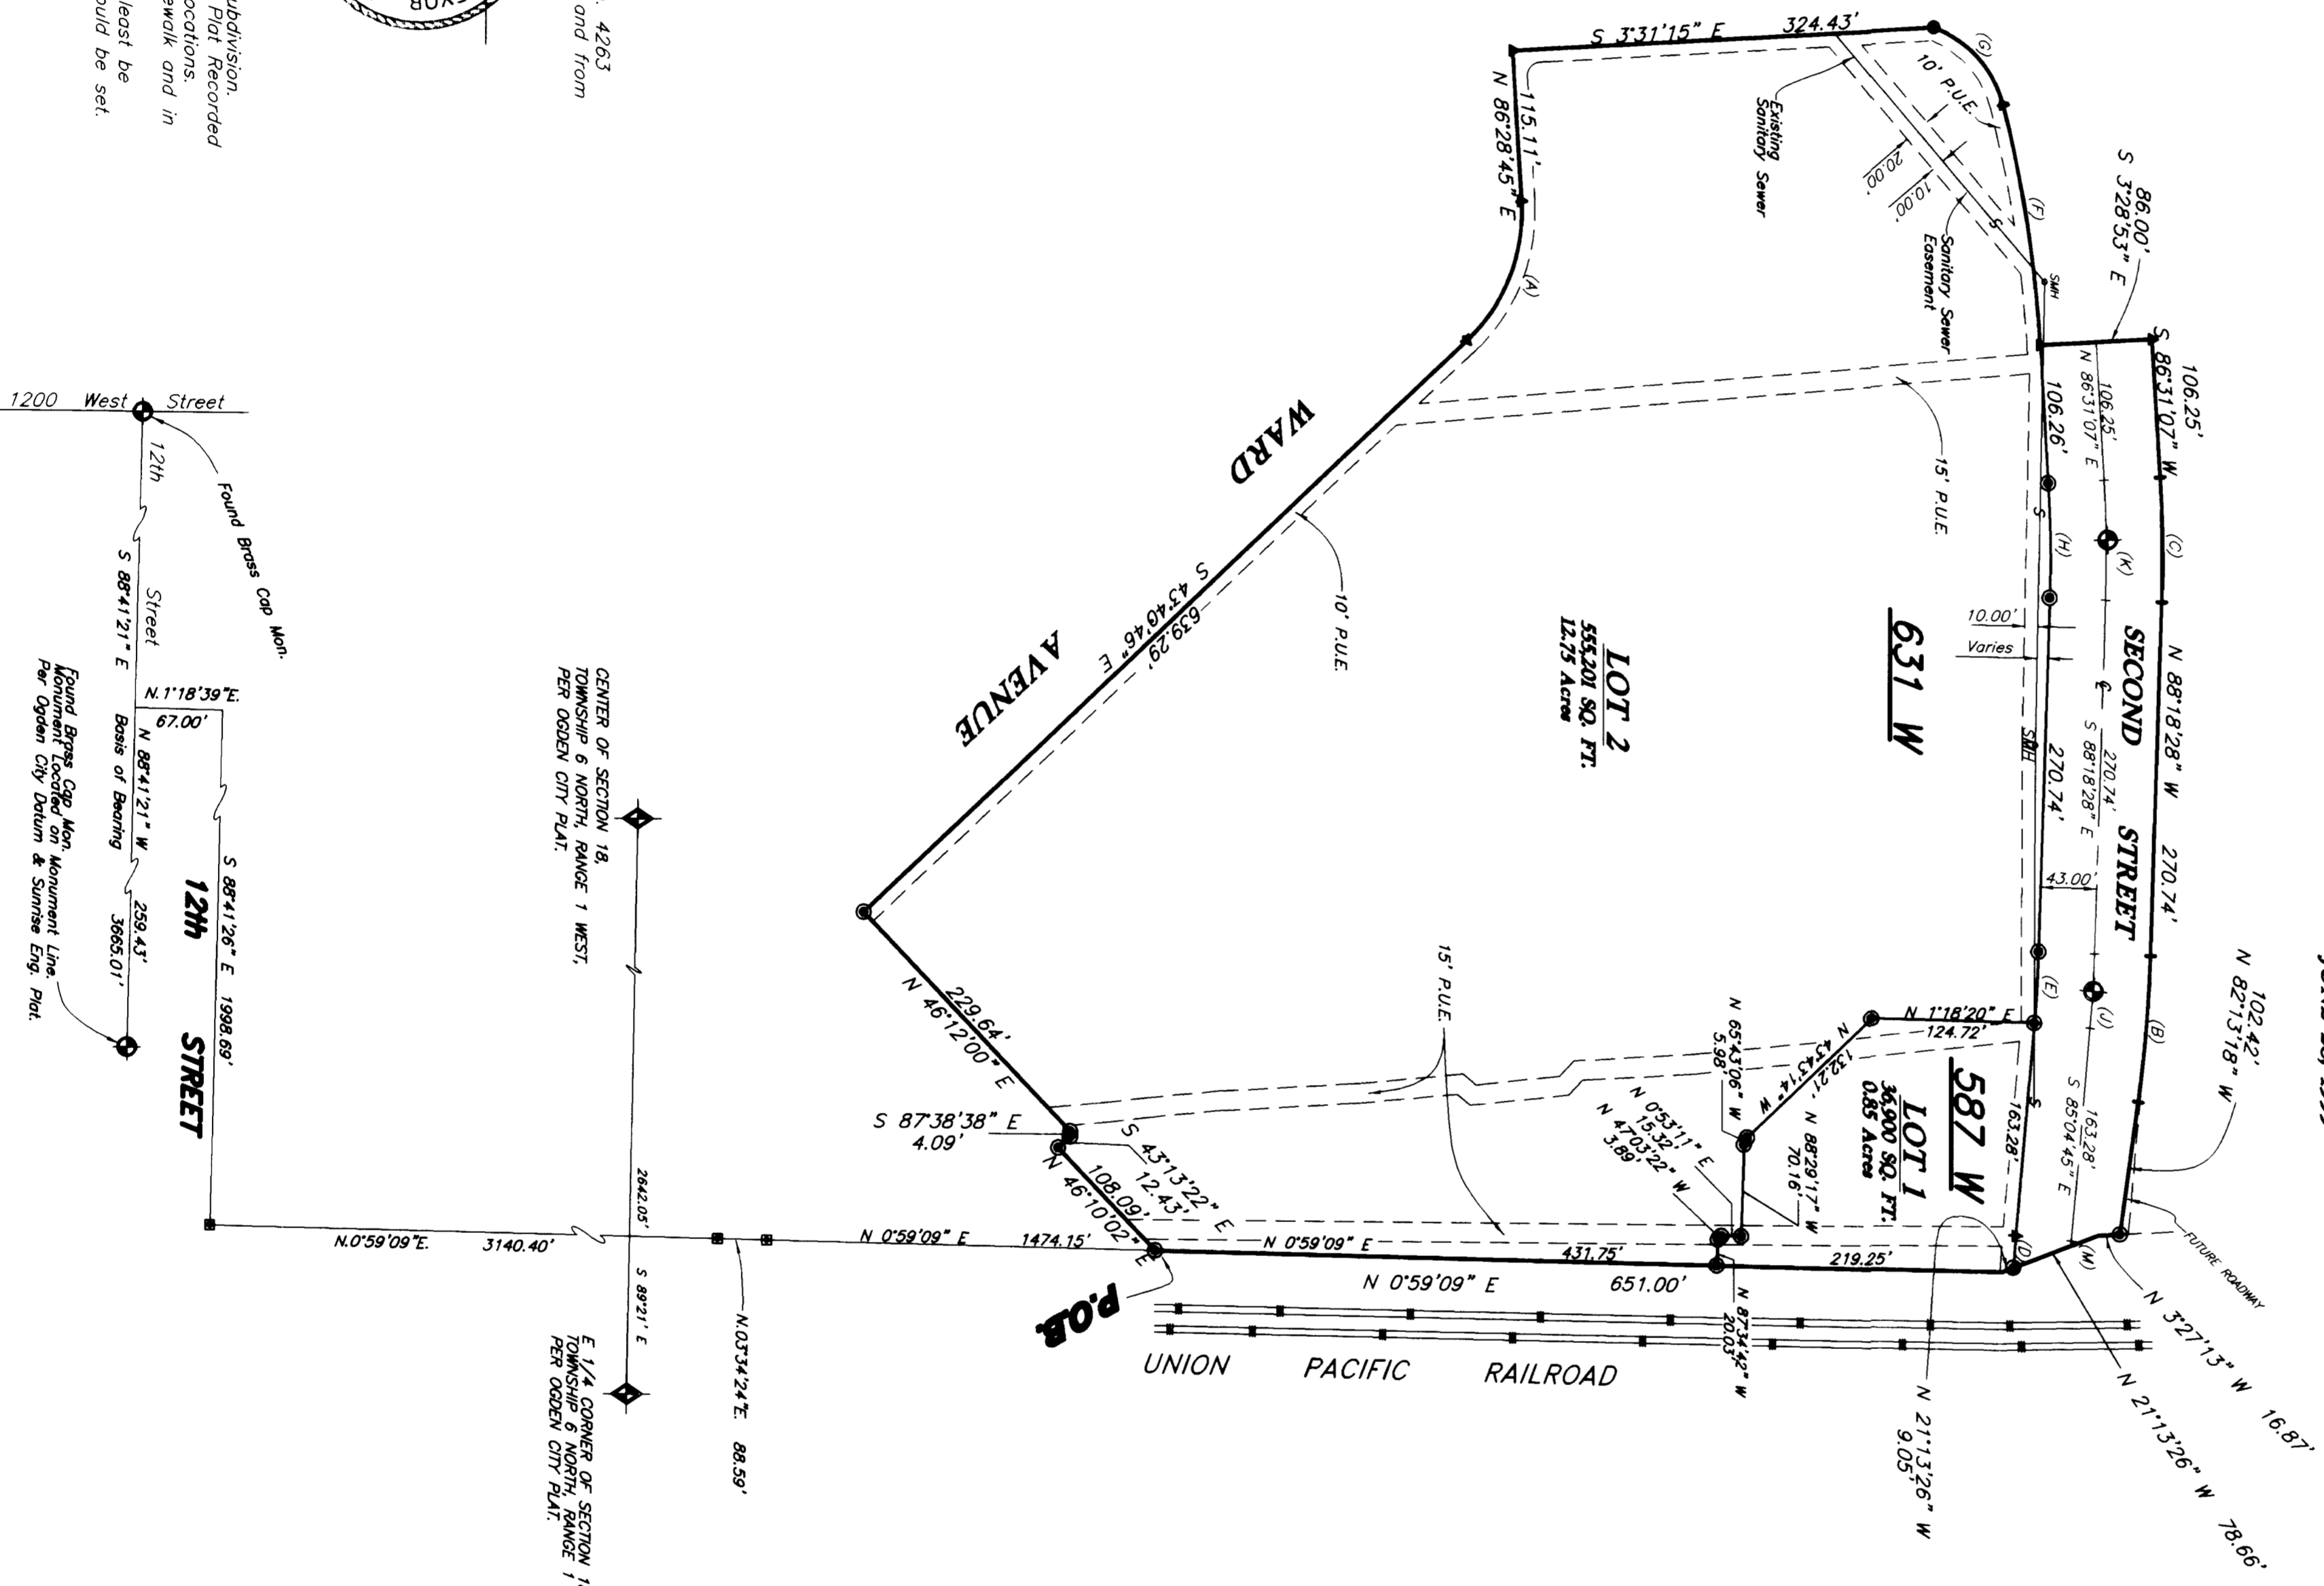 ubdivision.
Plat Recorded
ocations.
ewalk and in
least be
ould be set.
. 4263
and from
S 3°31'15" E 324.43'
(G)
10' P.U.E.
115.11'
N 86°28'45" E
Existing
Sanitary Sewer
20.00'
10.00'
(F)
Sanitary Sewer
Easement
S
SMH
86.00'
S 3°28'53" E
106.25'
S 86°31'07" W
106.25'
N 86°31'07" E
106.26'
(A)
15' P.U.E.
WARD
AVENUE
S 43°40'46" E
639.29'
10' P.U.E.
S
(H)
(K)
(C)
631 W
LOT 2
555,201 SQ. FT.
12.75 Acres
10.00'
Varies
SMH
SECOND STREET
N 88°18'28" W 270.74'
270.74'
S 88°18'28" E
270.74'
43.00'
(E)
(J)
(B)
102.42'
N 82°13'18" W
163.28'
S 85°04'45" E
163.28'
S
N 1°18'20" E
124.72'
N 43°43'14" W
132.21'
N 65°43'06" W
5.98'
587 W
LOT 1
36,900 SQ. FT.
0.85 Acres
N 88°29'17" W
70.16'
N 0°53'11" E
15.32'
N 47°03'22" W
3.89'
15' P.U.E.
229.64'
N 46°12'00" E
S 87°38'38" E
4.09'
S 43°13'22" E
12.43'
108.09'
N 46°10'02" E
N 0°59'09" E 431.75'
219.25'
N 0°59'09" E 651.00'
N 87°34'42" W
20.03'
(D)
(M)
FUTURE ROADWAY
N 3°27'13" W 16.87'
N 21°13'26" W 78.66'
N 21°13'26" W
9.05'
P.O.B.
UNION PACIFIC RAILROAD
1200 West Street
Found Brass Cap Mon.
12th Street
S 88°41'21" E Basis of Bearing 3665.01'
N.1°18'39"E.
67.00'
N 88°41'21" W 259.43'
S 88°41'26" E 1998.69'
12th STREET
Found Brass Cap Mon.
Monument Located on Monument Line.
Per Ogden City Datum & Sunrise Eng. Plat.
CENTER OF SECTION 18,
TOWNSHIP 6 NORTH, RANGE 1 WEST,
PER OGDEN CITY PLAT.
2642.05'
S 89°21' E
N.0°59'09"E. 3140.40'
N 0°59'09" E 1474.15'
N.03°34'24"E. 88.59'
E 1/4 CORNER OF SECTION
TOWNSHIP 6 NORTH, RANGE 1
PER OGDEN CITY PLAT.